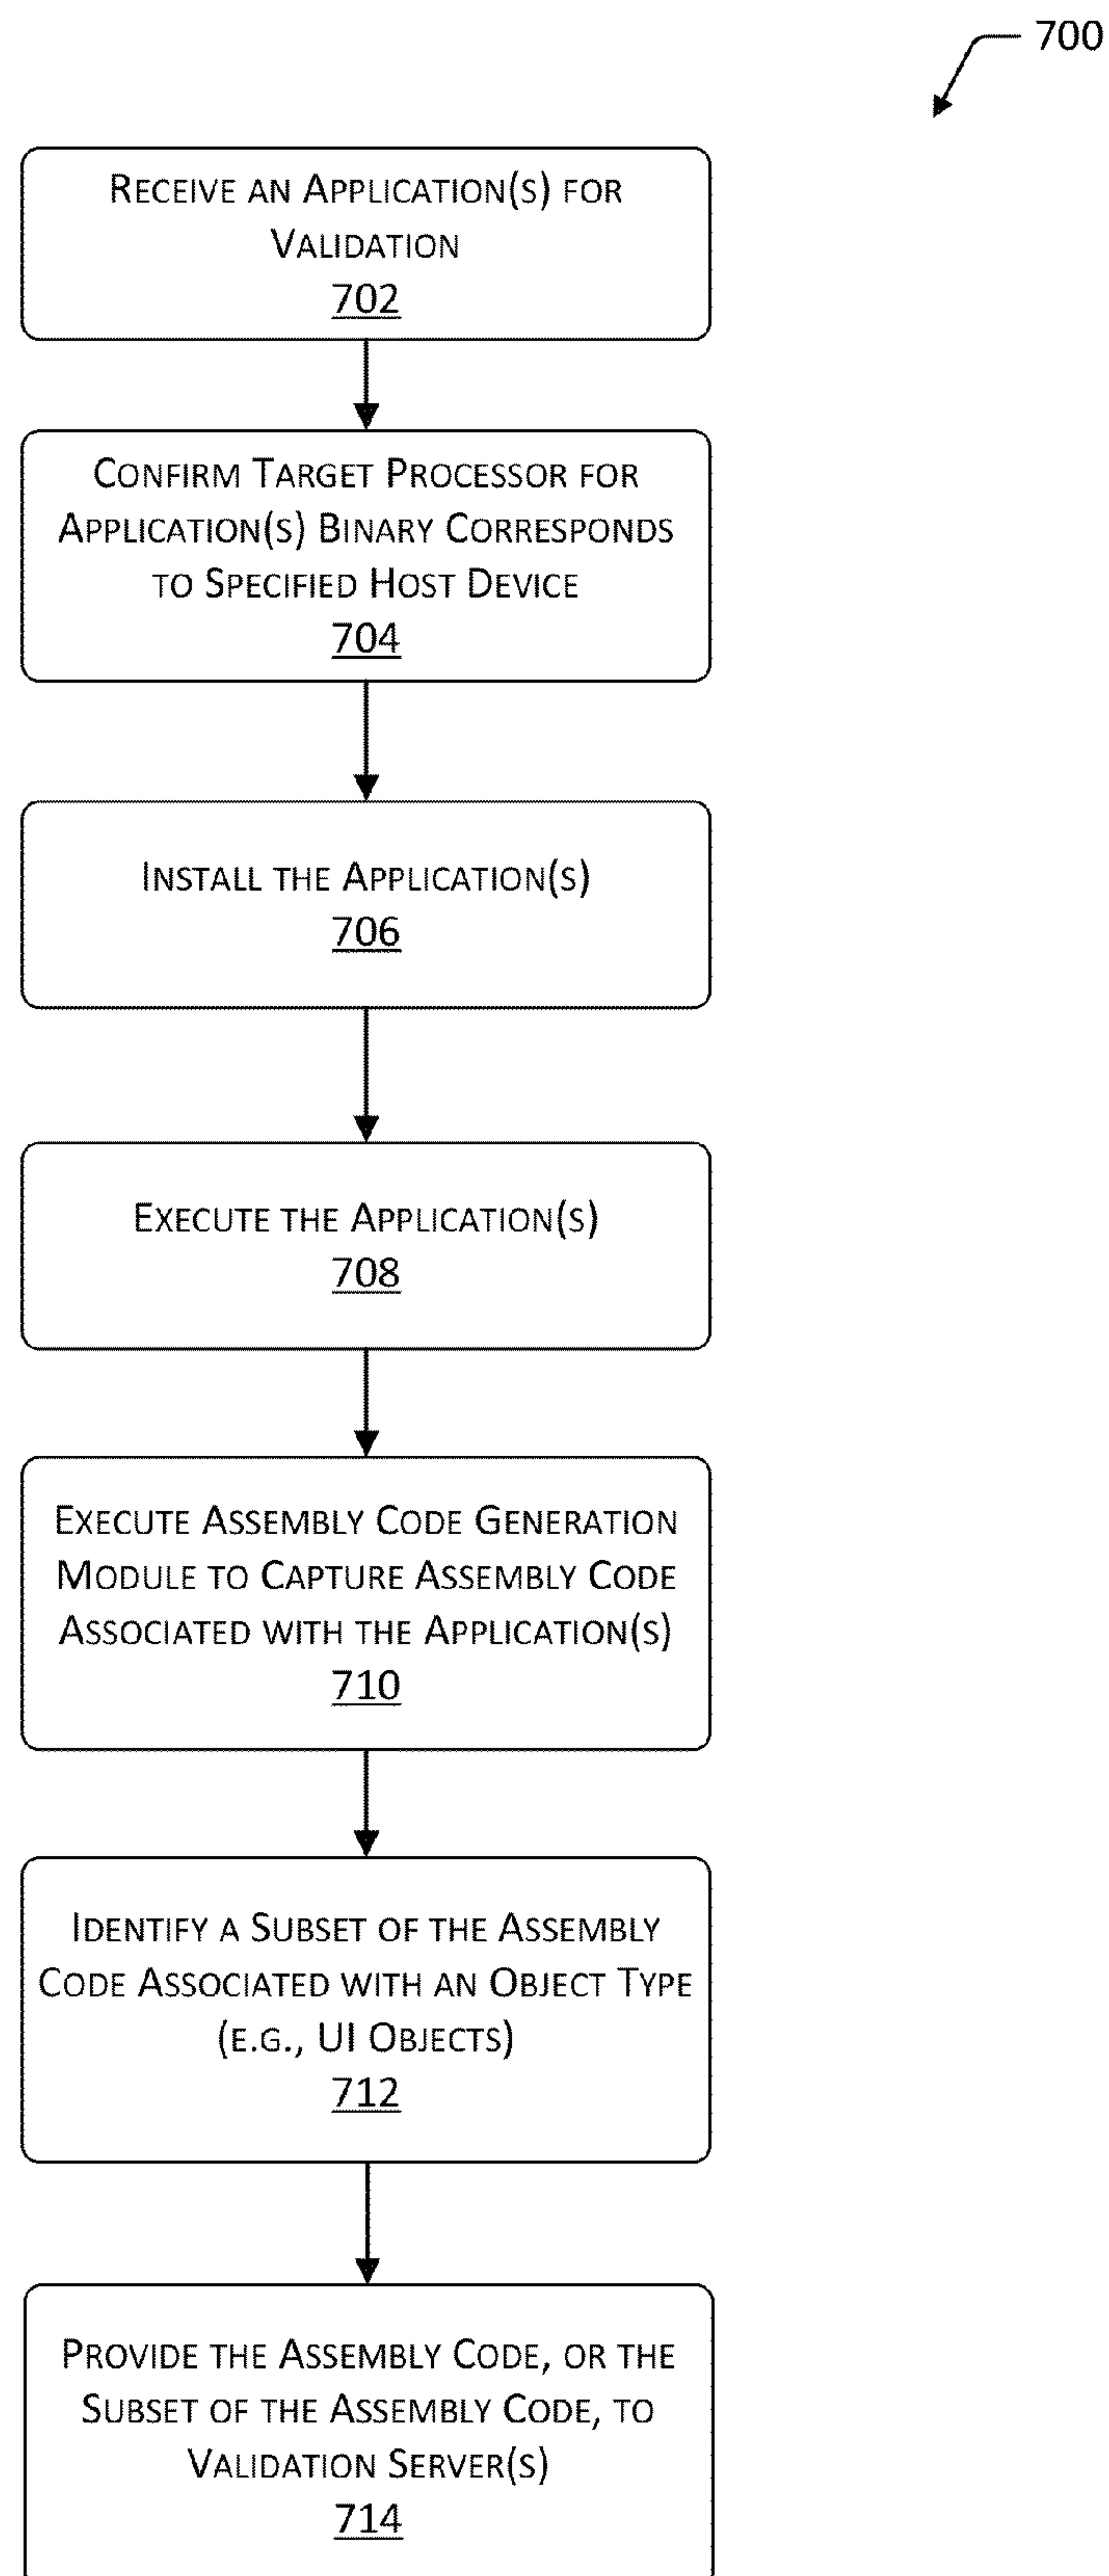 700
RECEIVE AN APPLICATION(S) FOR
VALIDATION
702
CONFIRM TARGET PROCESSOR FOR
APPLICATION(S) BINARY CORRESPONDS
TO SPECIFIED HOST DEVICE
704
INSTALL THE APPLICATION(S)
706
EXECUTE THE APPLICATION(S)
708
EXECUTE ASSEMBLY CODE GENERATION
MODULE TO CAPTURE ASSEMBLY CODE
ASSOCIATED WITH THE APPLICATION(S)
710
IDENTIFY A SUBSET OF THE ASSEMBLY
CODE ASSOCIATED WITH AN OBJECT TYPE
(E.G., UI OBJECTS)
712
PROVIDE THE ASSEMBLY CODE, OR THE
SUBSET OF THE ASSEMBLY CODE, TO
VALIDATION SERVER(S)
714